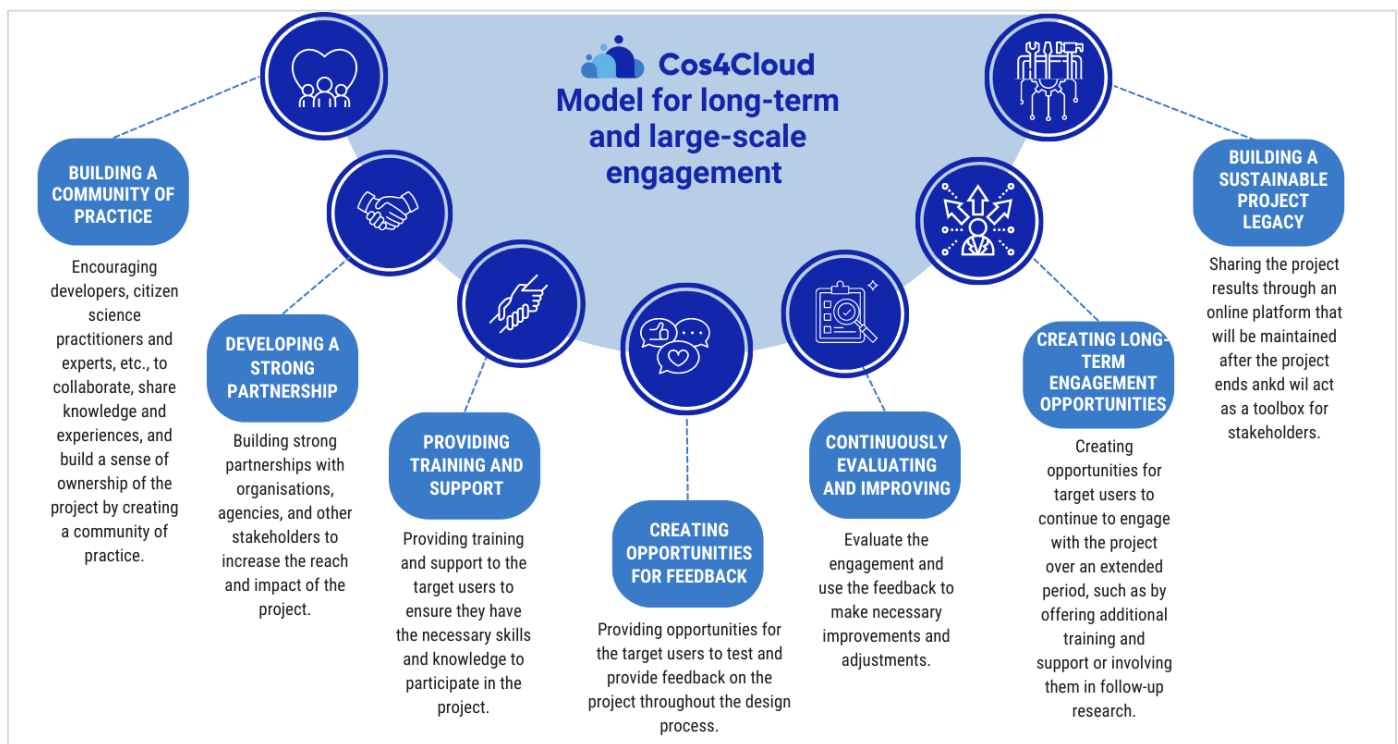 Cos4Cloud
Model for long-term
and large-scale
engagement
BUILDING A
COMMUNITY OF
PRACTICE
Encouraging
developers, citizen
science
practitioners and
experts, etc., to
collaborate, share
knowledge and
experiences, and
build a sense of
ownership of the
project by creating
a community of
practice.
DEVELOPING A
STRONG
PARTNERSHIP
Building strong
partnerships with
organisations,
agencies, and other
stakeholders to
increase the reach
and impact of the
project.
PROVIDING
TRAINING AND
SUPPORT
Providing training
and support to the
target users to
ensure they have
the necessary skills
and knowledge to
participate in the
project.
CREATING
OPPORTUNITIES
FOR FEEDBACK
Providing opportunities for
the target users to test and
provide feedback on the
project throughout the design
process.
CONTINUOUSLY
EVALUATING
AND IMPROVING
Evaluate the
engagement and
use the feedback to
make necessary
improvements and
adjustments.
CREATING LONG-
TERM
ENGAGEMENT
OPPORTUNITIES
Creating
opportunities for
target users to
continue to engage
with the project
over an extended
period, such as by
offering additional
training and
support or involving
them in follow-up
research.
BUILDING A
SUSTAINABLE
PROJECT
LEGACY
Sharing the project
results through an
online platform that
will be maintained
after the project
ends ankd wil act
as a toolbox for
stakeholders.